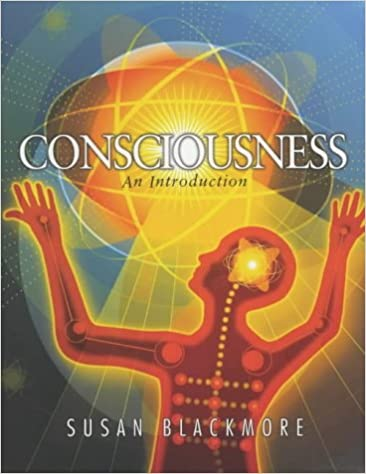 CONSCIOUSNESS
An Introduction
SUSAN BLACKMORE